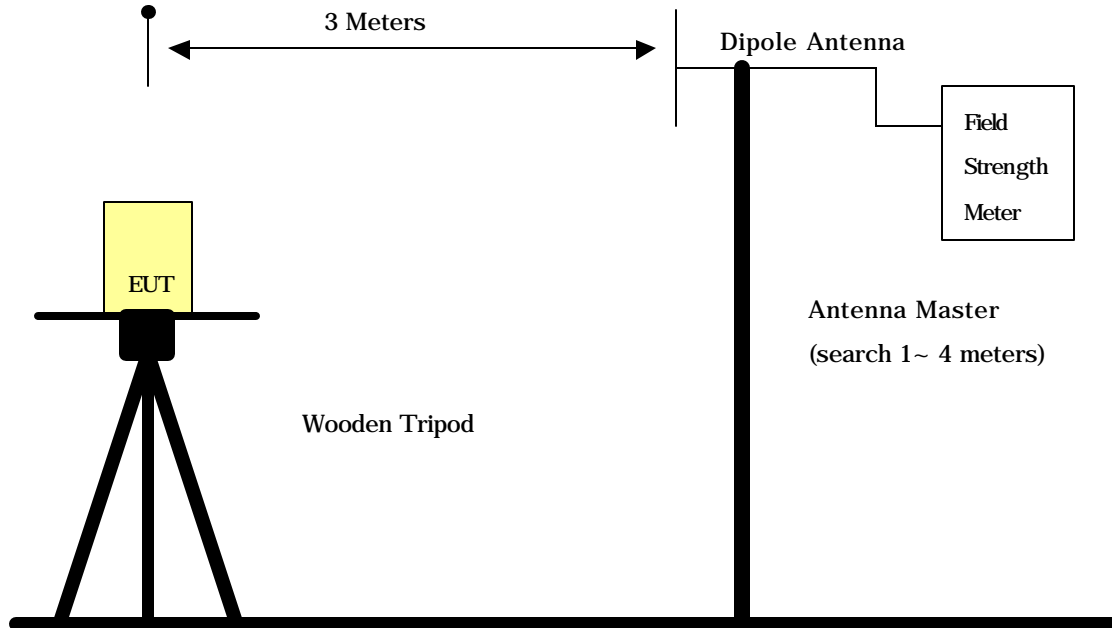 3 Meters
Dipole Antenna
Field
Strength
Meter
EUT
Antenna Master
(search 1~ 4 meters)
Wooden Tripod